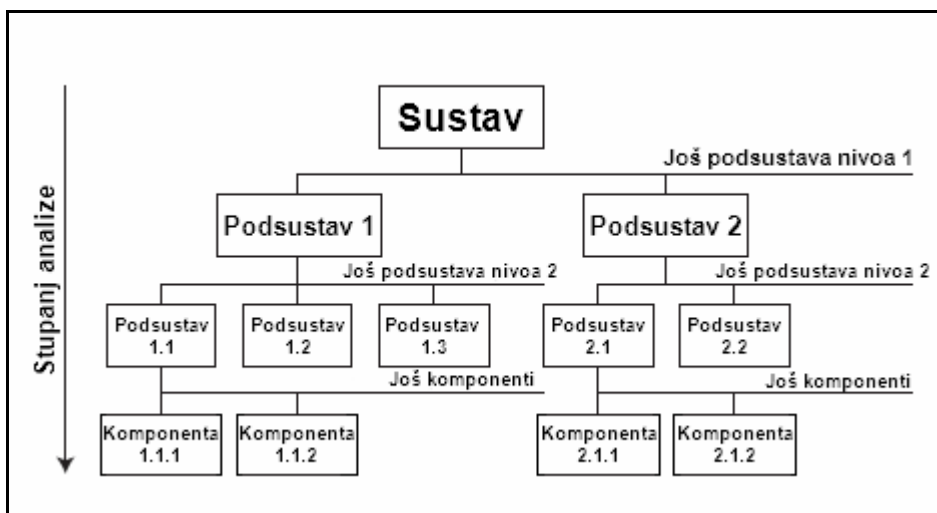 Stupanj analize
Sustav
Još podsustava nivoa 1
Podsustav 1
Podsustav 2
Još podsustava nivoa 2
Još podsustava nivoa 2
Podsustav
1.1
Podsustav
1.2
Podsustav
1.3
Podsustav
2.1
Podsustav
2.2
Još komponenti
Još komponenti
Komponenta
1.1.1
Komponenta
1.1.2
Komponenta
2.1.1
Komponenta
2.1.2